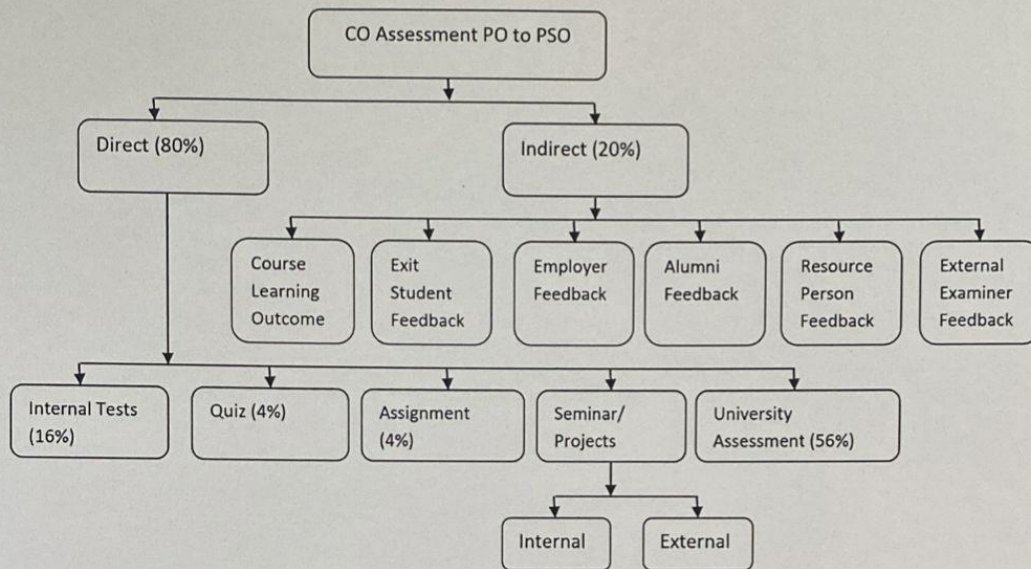 CO Assessment PO to PSO
Direct (80%)
Indirect (20%)
Course
Learning
Outcome
Exit
Student
Feedback
Employer
Feedback
Alumni
Feedback
Resource
Person
Feedback
External
Examiner
Feedback
Internal Tests
(16%)
Quiz (4%)
Assignment
(4%)
Seminar/
Projects
University
Assessment (56%)
Internal
External